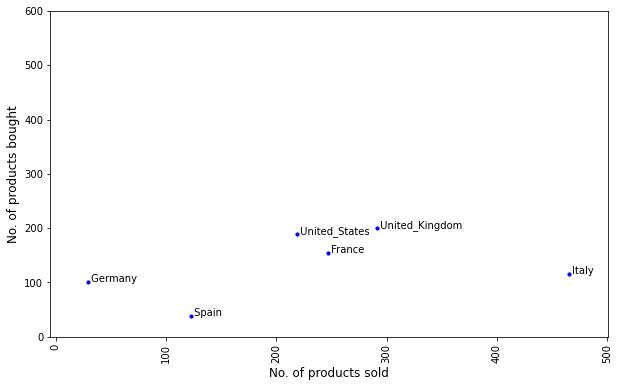 600
500
400
300
200
100
0
No. of products bought
United_Kingdom
United_States
France
Germany
Italy
Spain
0
100
200
300
400
500
No. of products sold